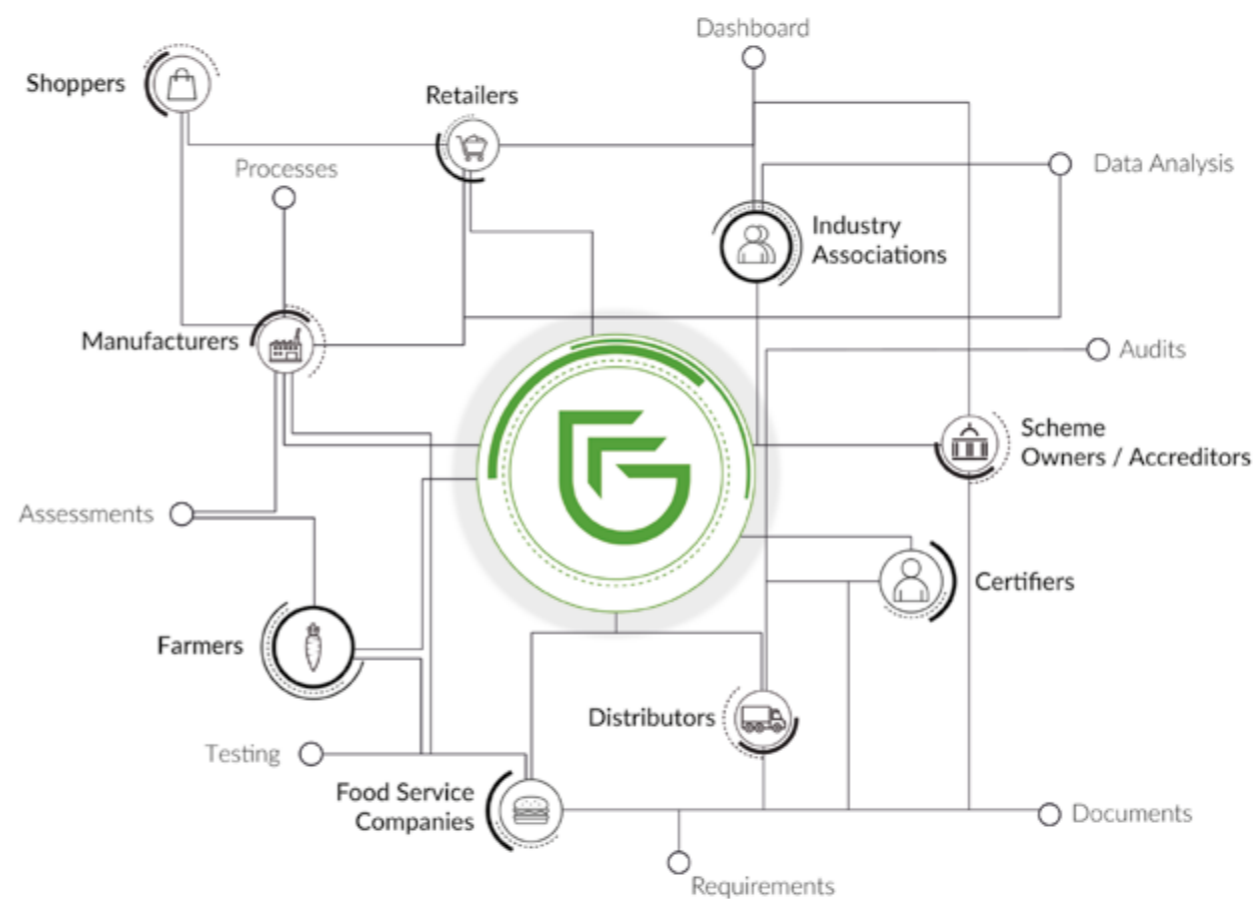 Dashboard
Shoppers
Retailers
Processes
Data Analysis
Industry
Associations
Manufacturers
Audits
Scheme
Owners / Accreditors
Assessments
Certifiers
Farmers
Distributors
Testing
Food Service
Companies
Documents
Requirements